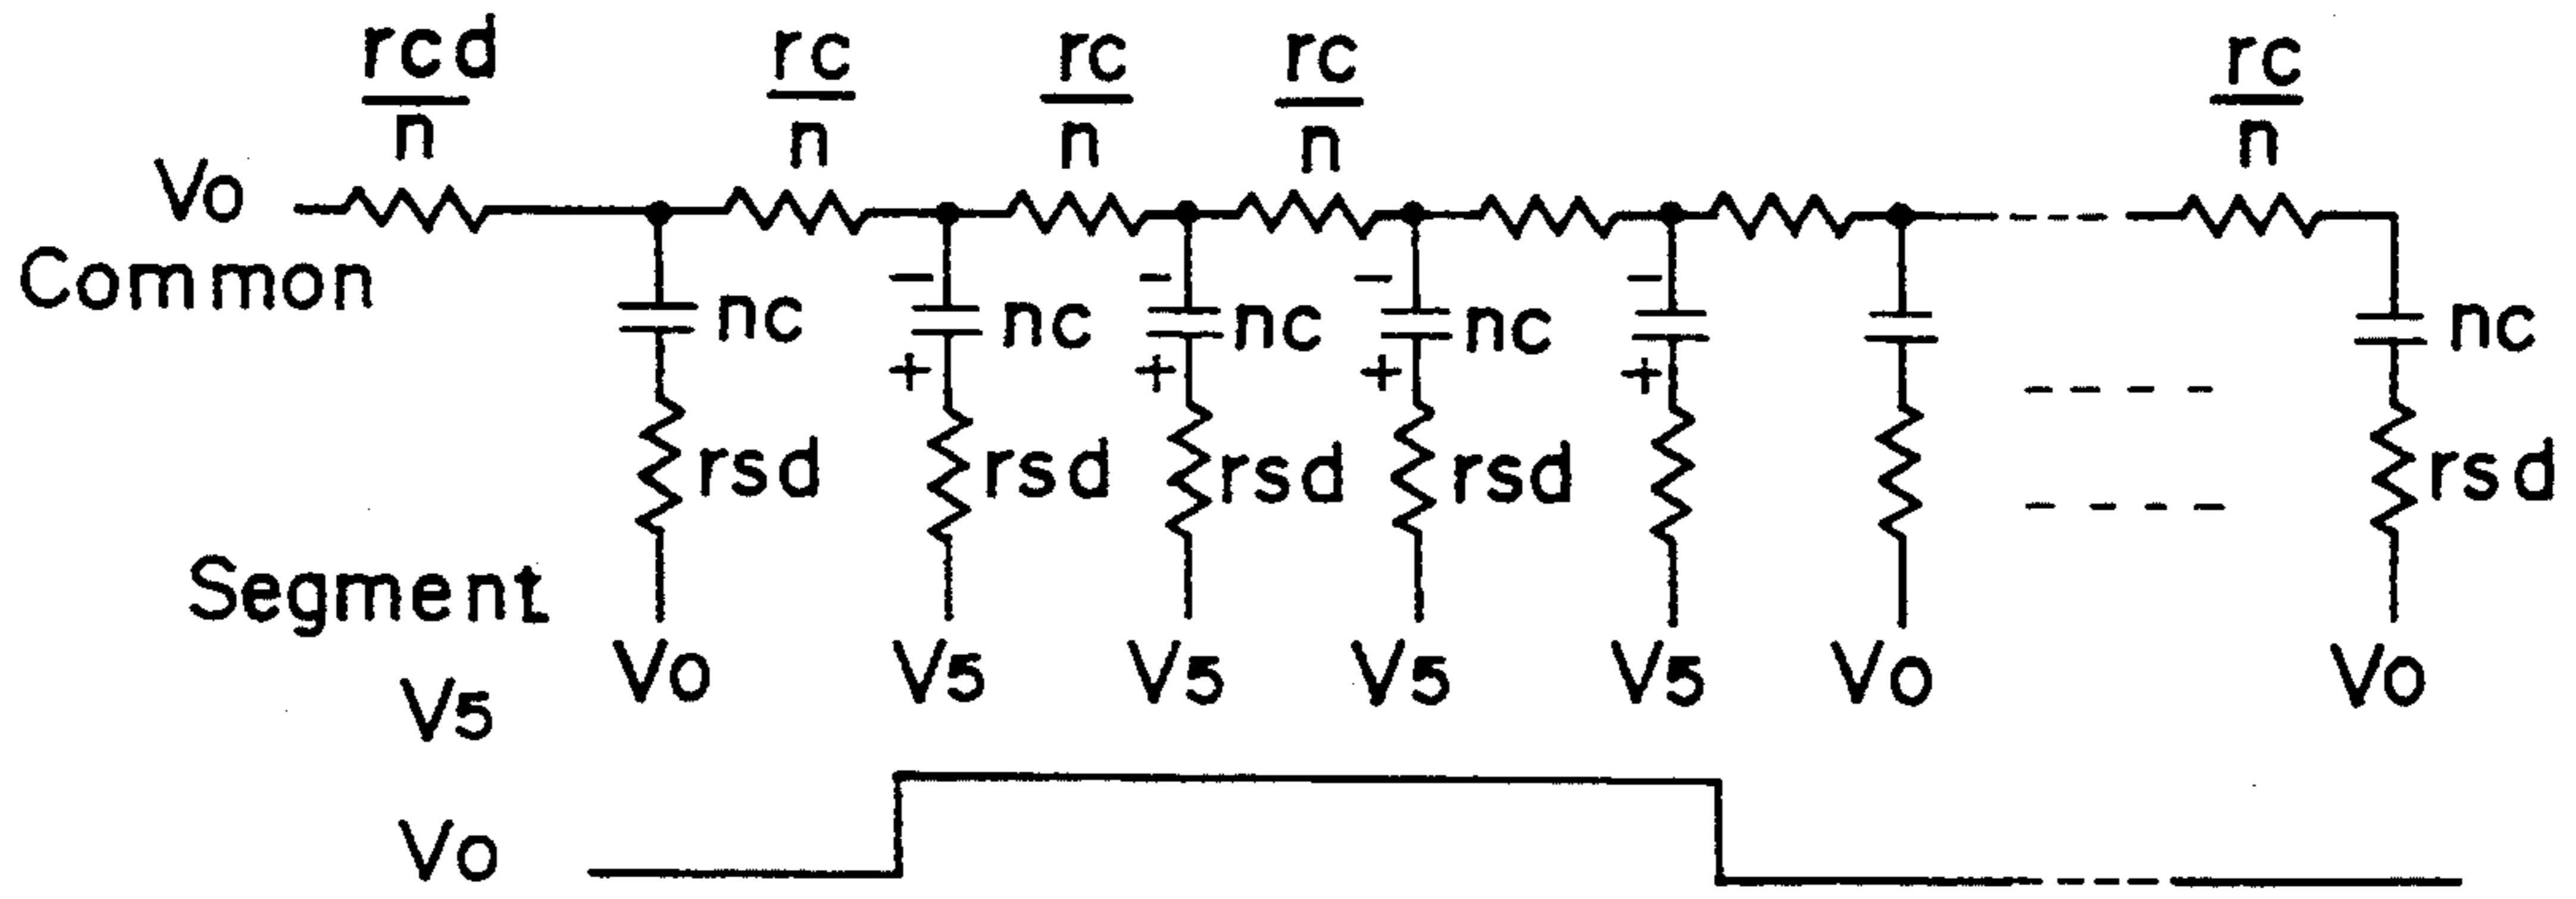 rcd/n rc/n rc/n rc/n rc/n
Vo
Common
- - - -
nc nc nc nc nc
+ + + +
rsd rsd rsd rsd rsd
Segment
Vo V5 V5 V5 V5 Vo Vo
V5
Vo